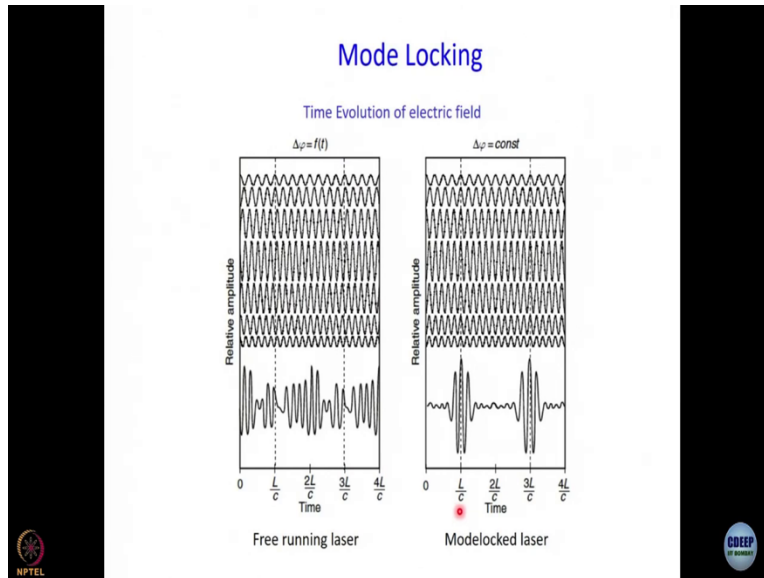 Mode Locking
Time Evolution of electric field
Δφ = f(t)
Δφ = const
Relative amplitude
Relative amplitude
0 L/c 2L/c 3L/c 4L/c
Time
0 L/c 2L/c 3L/c 4L/c
Time
Free running laser
Modelocked laser
NPTEL
CDEEP
IIT BOMBAY